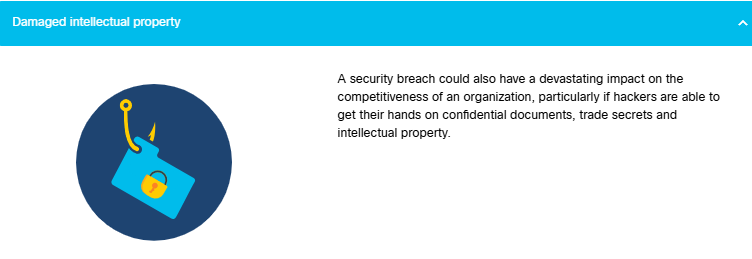 Damaged intellectual property
A security breach could also have a devastating impact on the
competitiveness of an organization, particularly if hackers are able to
get their hands on confidential documents, trade secrets and
intellectual property.